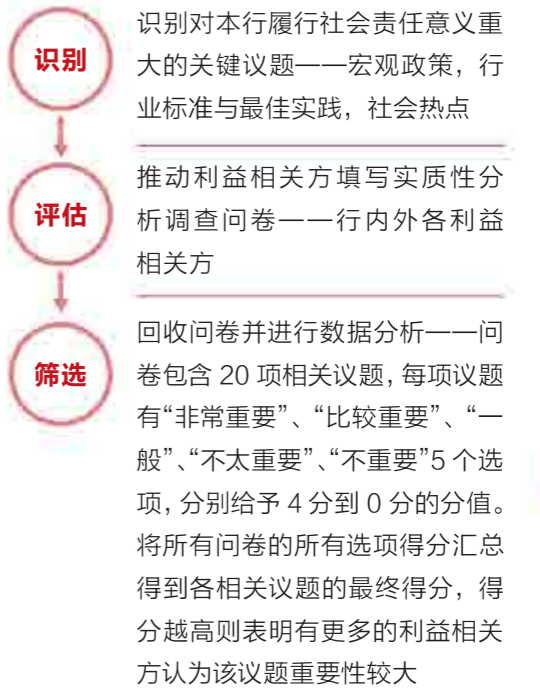 识别
识别对本行履行社会责任意义重
大的关键议题——宏观政策，行
业标准与最佳实践，社会热点
评估
推动利益相关方填写实质性分
析调查问卷——行内外各利益
相关方
筛选
回收问卷并进行数据分析——问
卷包含 20 项相关议题，每项议题
有“非常重要”、“比较重要”、“一
般”、“不太重要”、“不重要”5 个选
项，分别给予 4 分到 0 分的分值。
将所有问卷的所有选项得分汇总
得到各相关议题的最终得分，得
分越高则表明有更多的利益相关
方认为该议题重要性较大